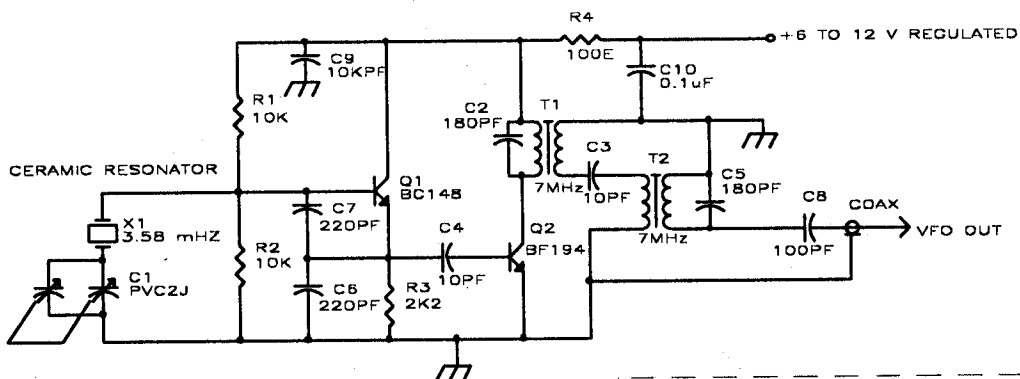 R4
100E
+6 TO 12 V REGULATED
C9
10KPF
C10
0.1uF
R1
10K
C2
180PF
T1
CERAMIC RESONATOR
C3
10PF
T2
7MHz
Q1
BC148
C5
180PF
X1
3.58 mHZ
C7
220PF
C4
10PF
Q2
BF194
7MHz
C8
100PF
COAX
VFO OUT
R2
10K
C1
PVC2J
C6
220PF
R3
2K2